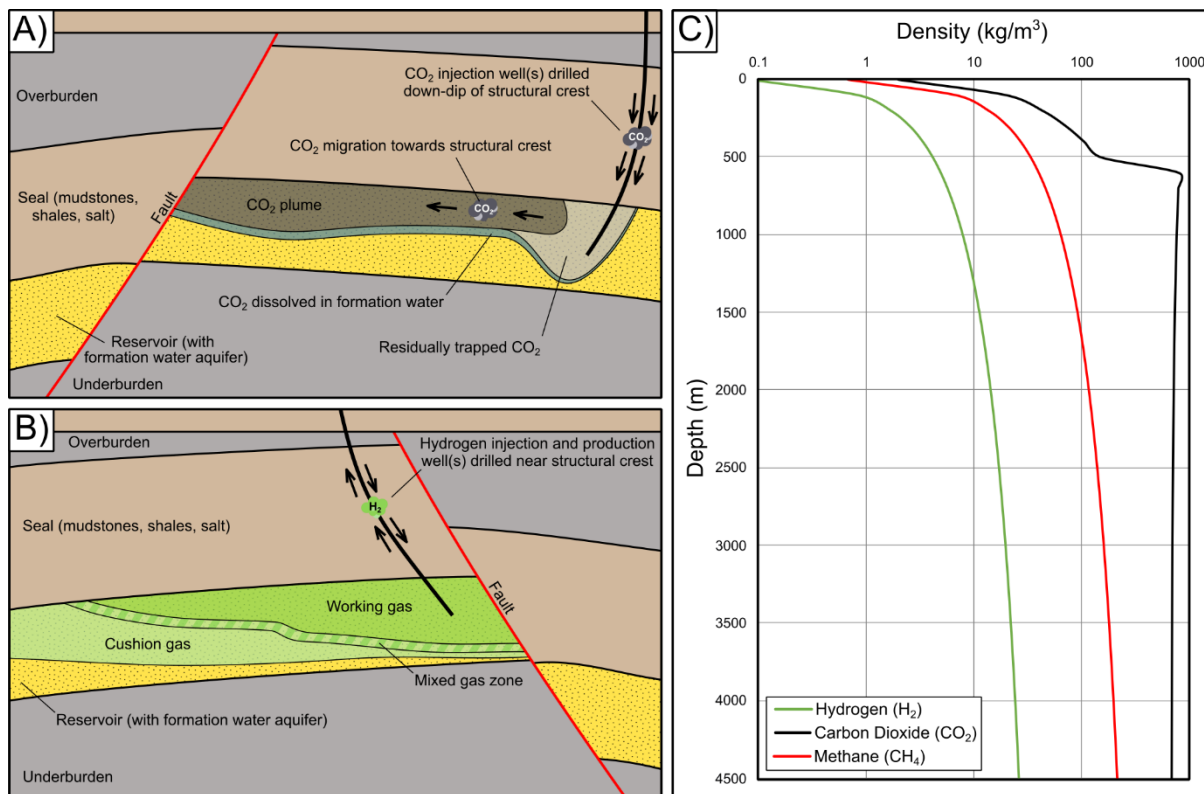 A)
Overburden
CO₂ injection well(s) drilled
down-dip of structural crest
CO₂
CO₂ migration towards structural crest
Seal (mudstones,
shales, salt)
Fault
CO₂ plume
CO₂
CO₂ dissolved in formation water
Reservoir (with
formation water aquifer)
Residually trapped CO₂
Underburden
B)
Overburden
Hydrogen injection and production
well(s) drilled near structural crest
H₂
Seal (mudstones, shales, salt)
Fault
Working gas
Cushion gas
Mixed gas zone
Reservoir (with formation water aquifer)
Underburden
C)
Density (kg/m³)
0.1 1 10 100 1000
0
500
1000
1500
2000
2500
3000
3500
4000
4500
Depth (m)
Hydrogen (H₂)
Carbon Dioxide (CO₂)
Methane (CH₄)